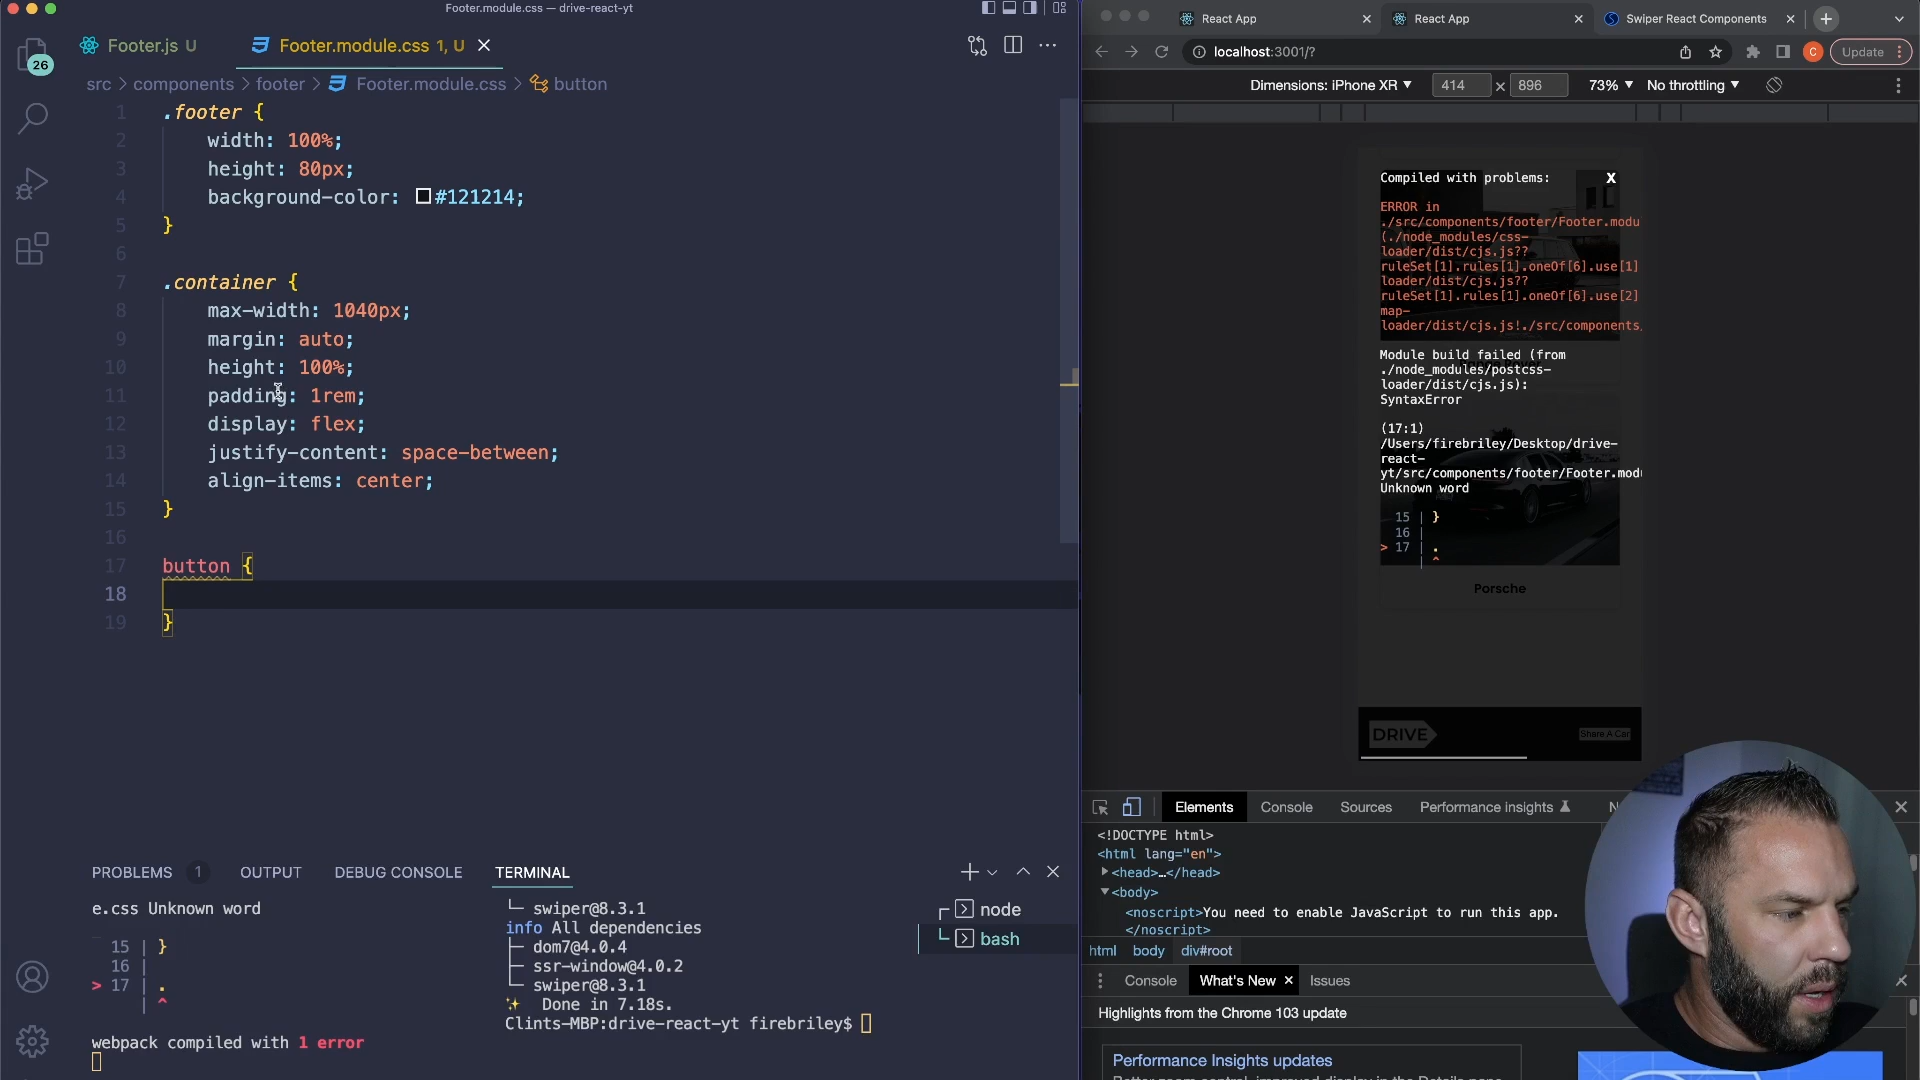 Footer.module.css — drive-react-yt
Footer.js U
Footer.module.css 1, U
src > components > footer > Footer.module.css > button
26
1 .footer {
2 width: 100%;
3 height: 80px;
4 background-color: #121214;
5 }
6
7 .container {
8 max-width: 1040px;
9 margin: auto;
10 height: 100%;
11 padding: 1rem;
12 display: flex;
13 justify-content: space-between;
14 align-items: center;
15 }
16
17 button {
18
19 }
PROBLEMS 1 OUTPUT DEBUG CONSOLE TERMINAL
e.css Unknown word
15 | }
16 |
> 17 | .
| ^
webpack compiled with 1 error
└─ swiper@8.3.1
info All dependencies
├─ dom7@4.0.4
├─ ssr-window@4.0.2
└─ swiper@8.3.1
✨ Done in 7.18s.
Clints-MBP:drive-react-yt firebriley$
node
bash
React App
React App
Swiper React Components
localhost:3001/?
C
Update
Dimensions: iPhone XR
414 × 896
73%
No throttling
Compiled with problems:
X
ERROR in
./src/components/footer/Footer.modu
(./node_modules/css-
loader/dist/cjs.js??
ruleSet[1].rules[1].oneOf[6].use[1]
loader/dist/cjs.js??
ruleSet[1].rules[1].oneOf[6].use[2]
map-
loader/dist/cjs.js!./src/components,
Module build failed (from
./node_modules/postcss-
loader/dist/cjs.js):
SyntaxError
(17:1)
/Users/firebriley/Desktop/drive-
react-
yt/src/components/footer/Footer.modu
Unknown word
15 | }
16 |
> 17 | .
| ^
Porsche
DRIVE
Share A Car
Elements Console Sources Performance insights
<!DOCTYPE html>
<html lang="en">
<head>…</head>
<body>
<noscript>You need to enable JavaScript to run this app.
</noscript>
html body div#root
Console What's New × Issues
Highlights from the Chrome 103 update
Performance Insights updates